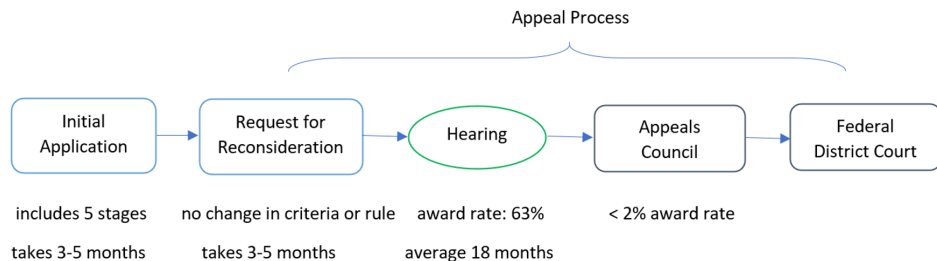 Appeal Process
Initial
Application
Request for
Reconsideration
Hearing
Appeals
Council
Federal
District Court
includes 5 stages
takes 3-5 months
no change in criteria or rule
takes 3-5 months
award rate: 63%
average 18 months
< 2% award rate